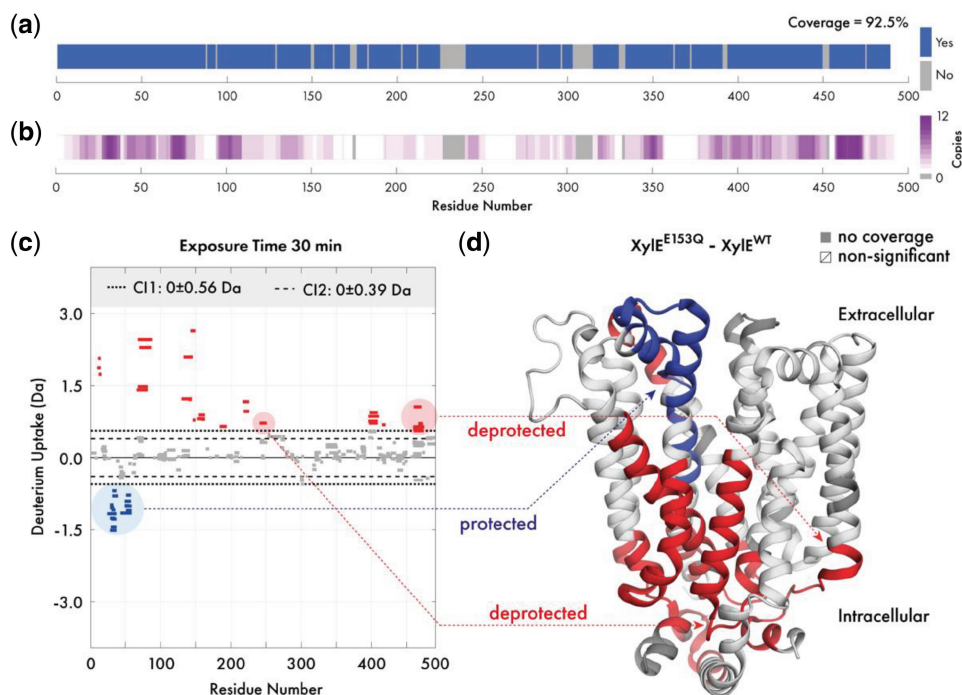 (a)
Coverage = 92.5%
Yes
No
0 50 100 150 200 250 300 350 400 450 500
(b)
12
0
Copies
0 50 100 150 200 250 300 350 400 450 500
Residue Number
(c)
Exposure Time 30 min
CI1: 0±0.56 Da
CI2: 0±0.39 Da
3.0
1.5
0.0
-1.5
-3.0
Deuterium Uptake (Da)
0 100 200 300 400 500
Residue Number
deprotected
protected
deprotected
(d)
XylE^E153Q - XylE^WT
no coverage
non-significant
Extracellular
Intracellular